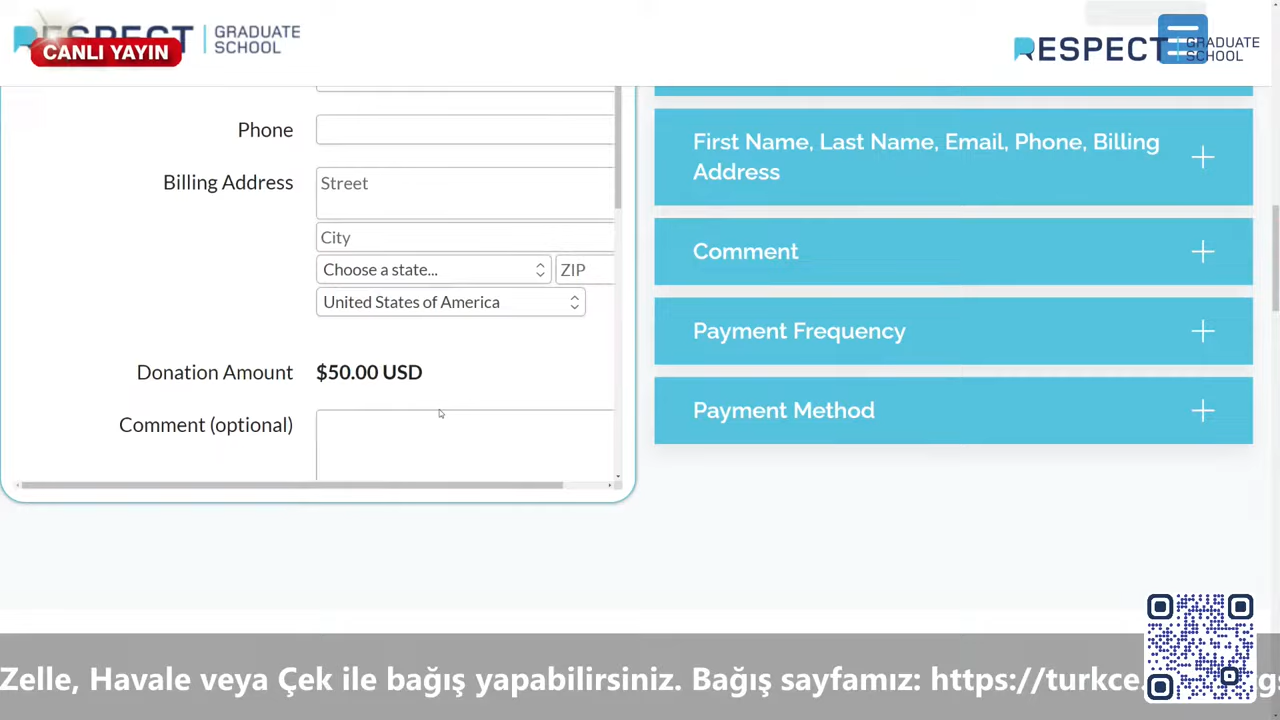 RESPECT GRADUATE SCHOOL
CANLI YAYIN
RESPECT GRADUATE SCHOOL
Phone
Billing Address
Street
City
Choose a state...
ZIP
United States of America
Donation Amount
$50.00 USD
Comment (optional)
First Name, Last Name, Email, Phone, Billing
Address
Comment
Payment Frequency
Payment Method
Zelle, Havale veya Çek ile bağış yapabilirsiniz. Bağış sayfamız: https://turkce.